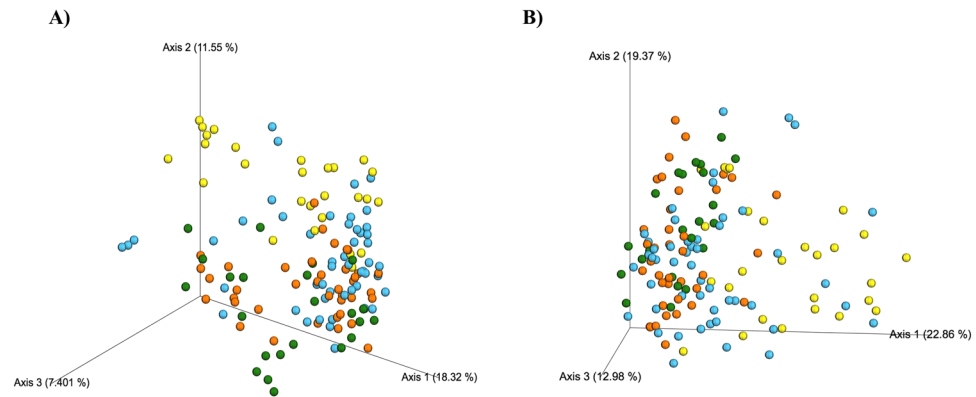 A)
Axis 2 (11.55 %)
Axis 3 (7.401 %)
Axis 1 (18.32 %)
B)
Axis 2 (19.37 %)
Axis 1 (22.86 %)
Axis 3 (12.98 %)